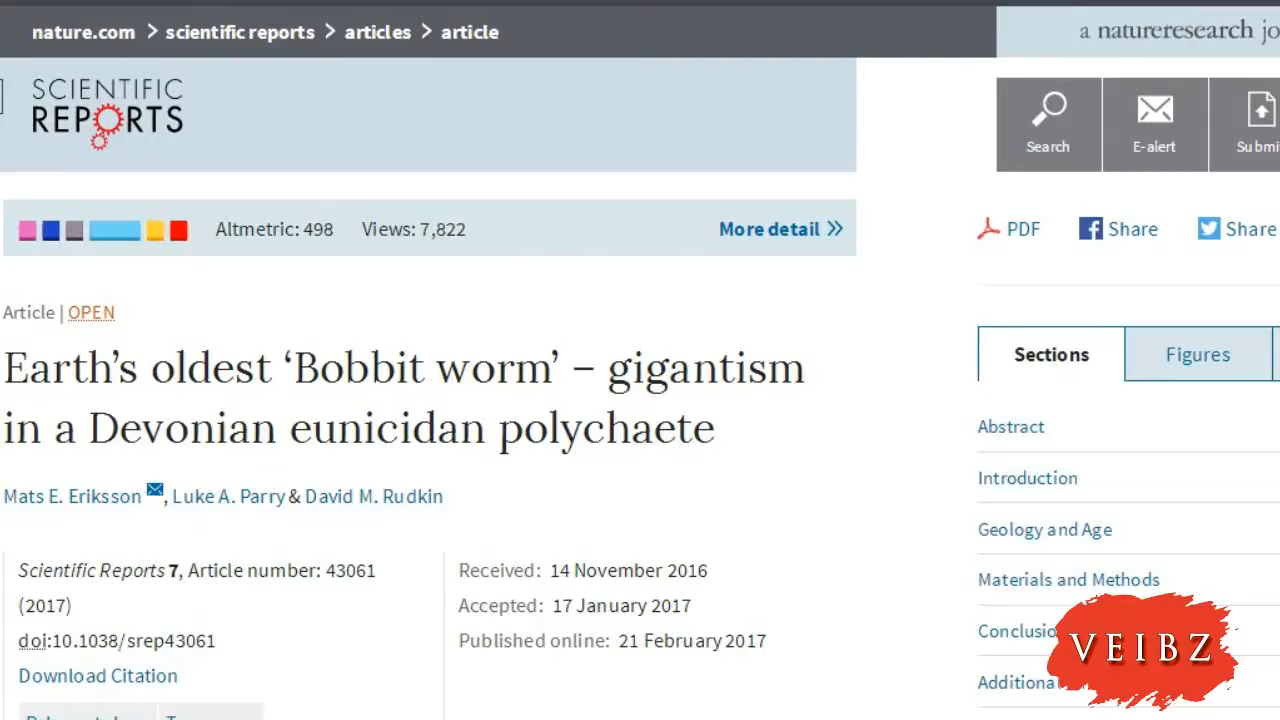 nature.com > scientific reports > articles > article
a natureresearch jo
SCIENTIFIC
REPORTS
Search
E-alert
Submi
Altmetric: 498 Views: 7,822 More detail >>
PDF
Share
Share
Article | OPEN
Earth's oldest ‘Bobbit worm’ – gigantism
in a Devonian eunicidan polychaete
Mats E. Eriksson, Luke A. Parry & David M. Rudkin
Scientific Reports 7, Article number: 43061
(2017)
doi:10.1038/srep43061
Download Citation
Received: 14 November 2016
Accepted: 17 January 2017
Published online: 21 February 2017
Sections
Figures
Abstract
Introduction
Geology and Age
Materials and Methods
Conclusio
Additiona
VEIBZ